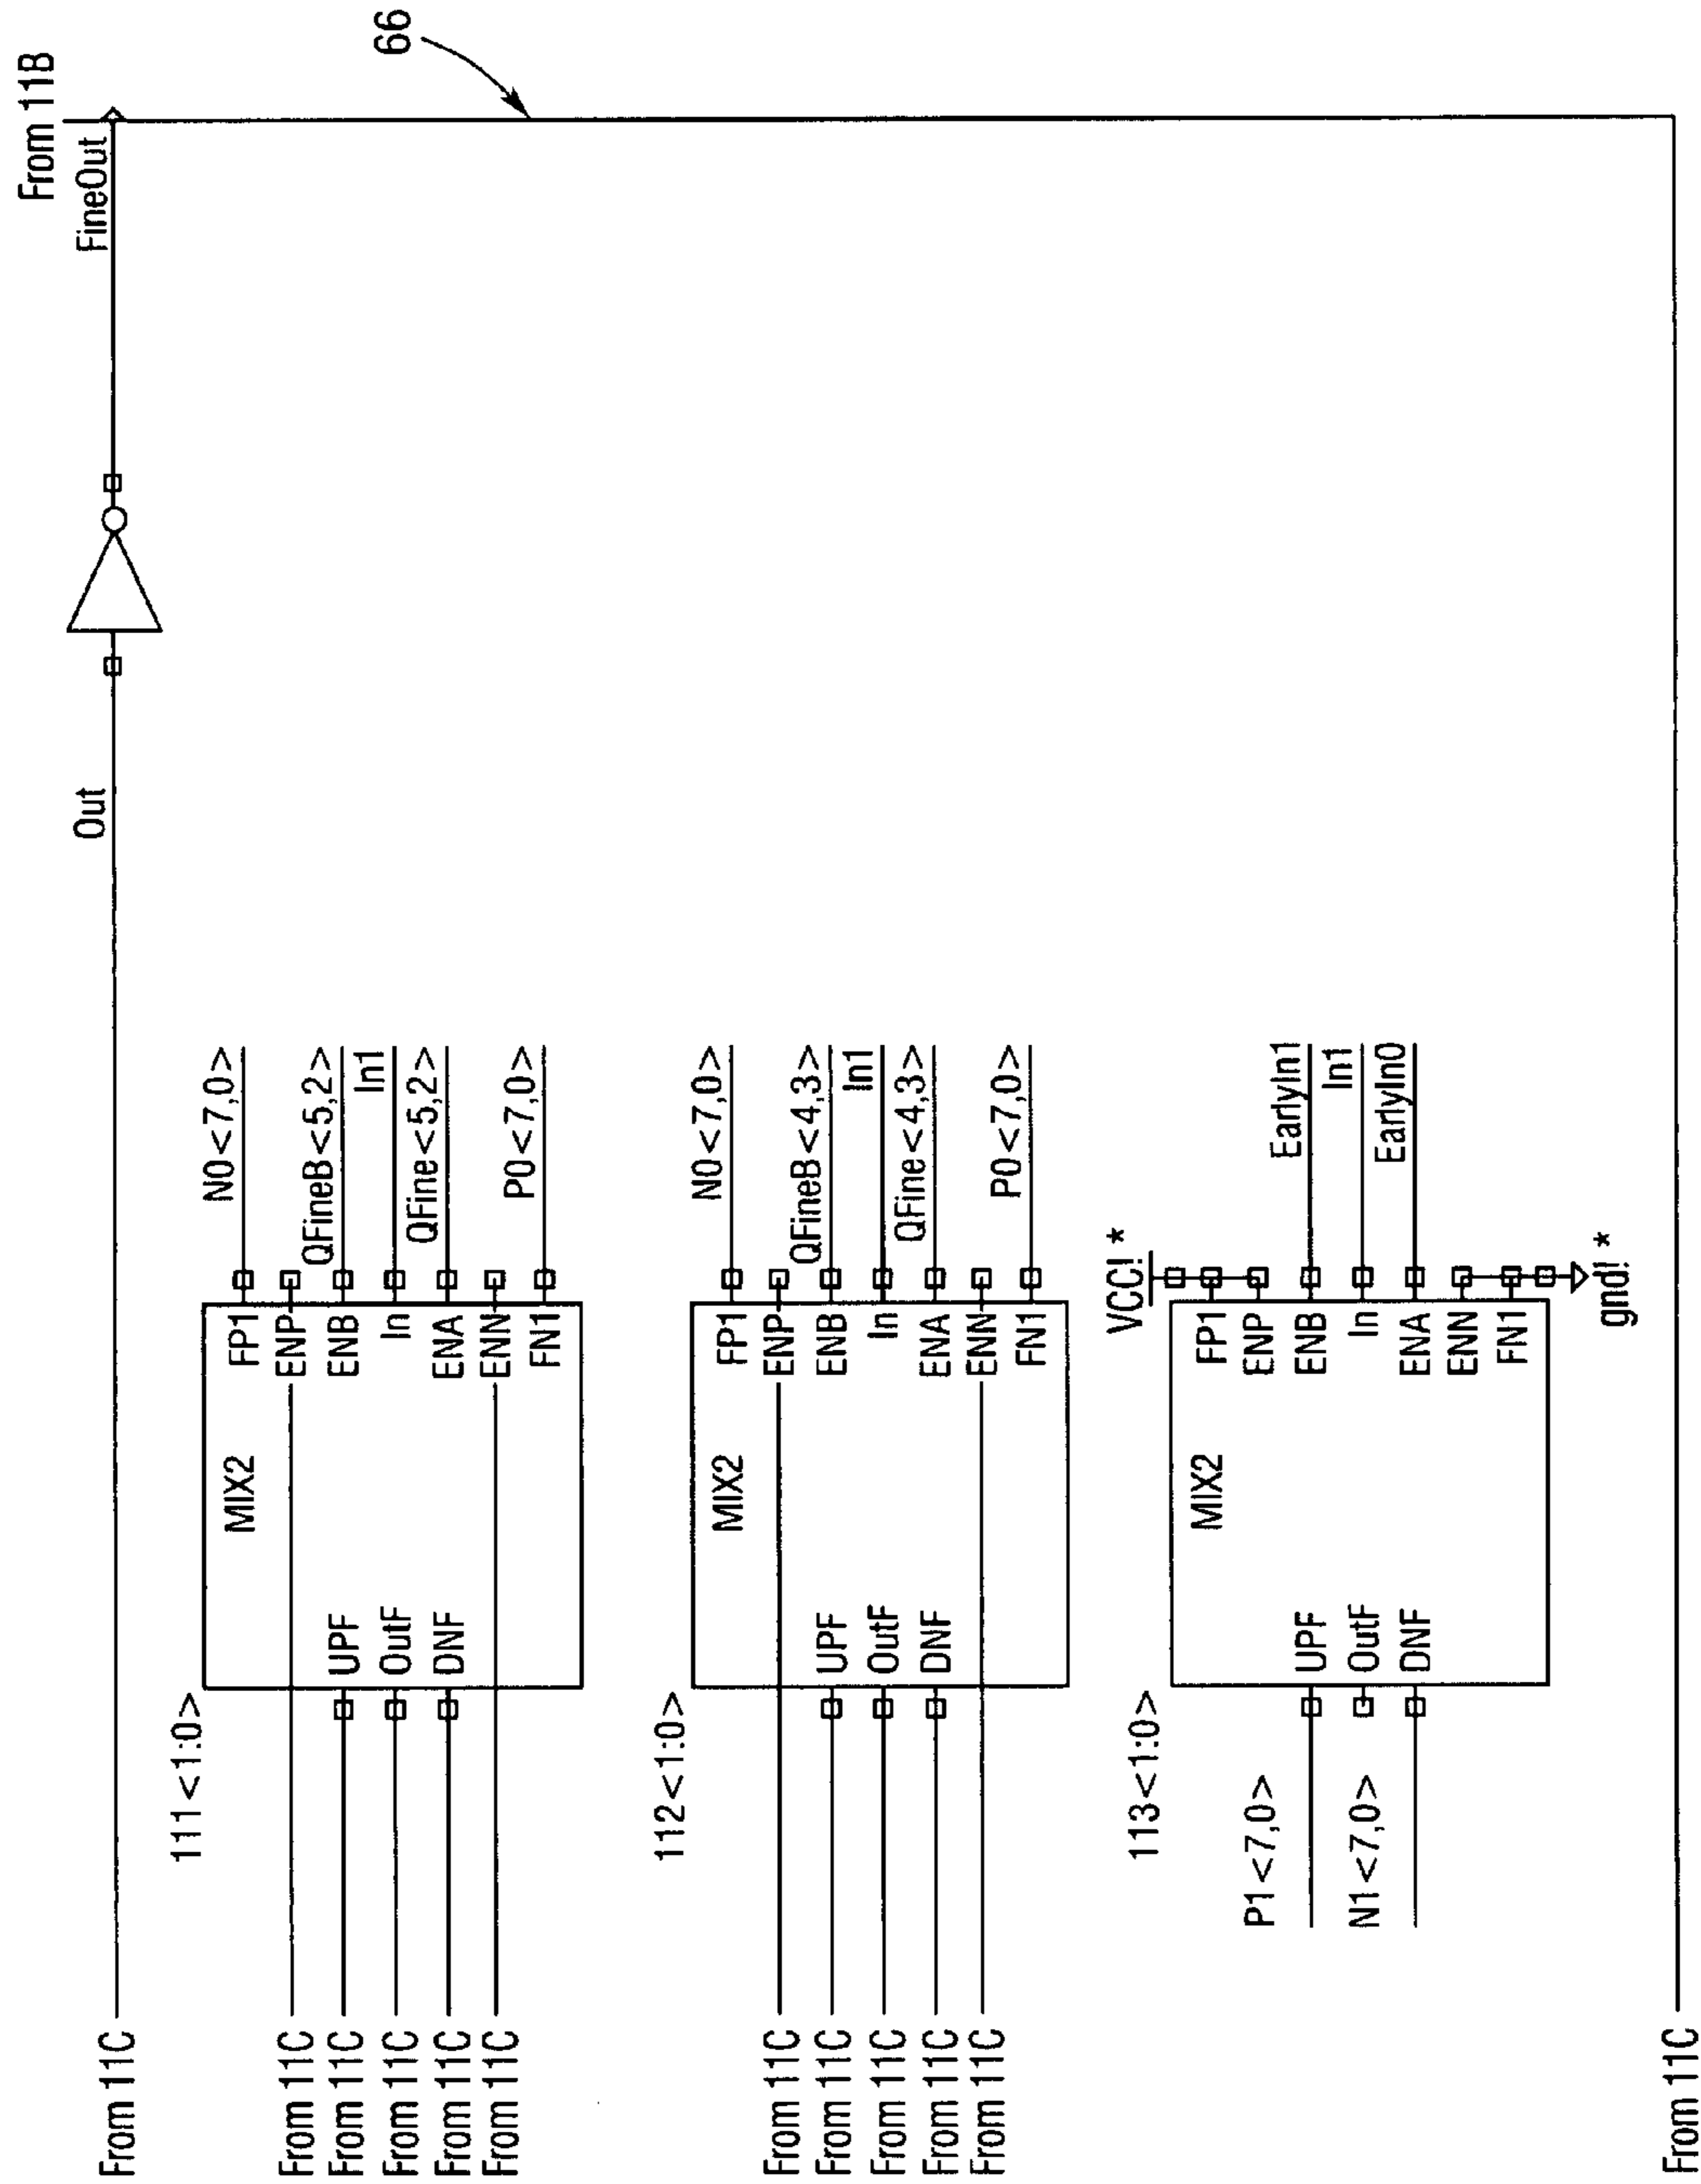 From 11B
66
From 11C
Out
FineOut
111<1:0>
MIX2
FP1
N0<7,0>
From 11C
ENP
From 11C
UPF
ENB
QFineB<5,2>
From 11C
OutF
In
In1
From 11C
DNF
ENA
QFine<5,2>
From 11C
ENN
FN1
P0<7,0>
112<1:0>
MIX2
FP1
N0<7,0>
From 11C
ENP
From 11C
UPF
ENB
QFineB<4,3>
From 11C
OutF
In
In1
From 11C
DNF
ENA
QFine<4,3>
From 11C
ENN
FN1
P0<7,0>
113<1:0>
VCC! *
MIX2
FP1
ENP
P1<7,0>
UPF
ENB
EarlyIn1
OutF
In
In1
N1<7,0>
DNF
ENA
EarlyIn0
ENN
FN1
gnd! *
From 11C